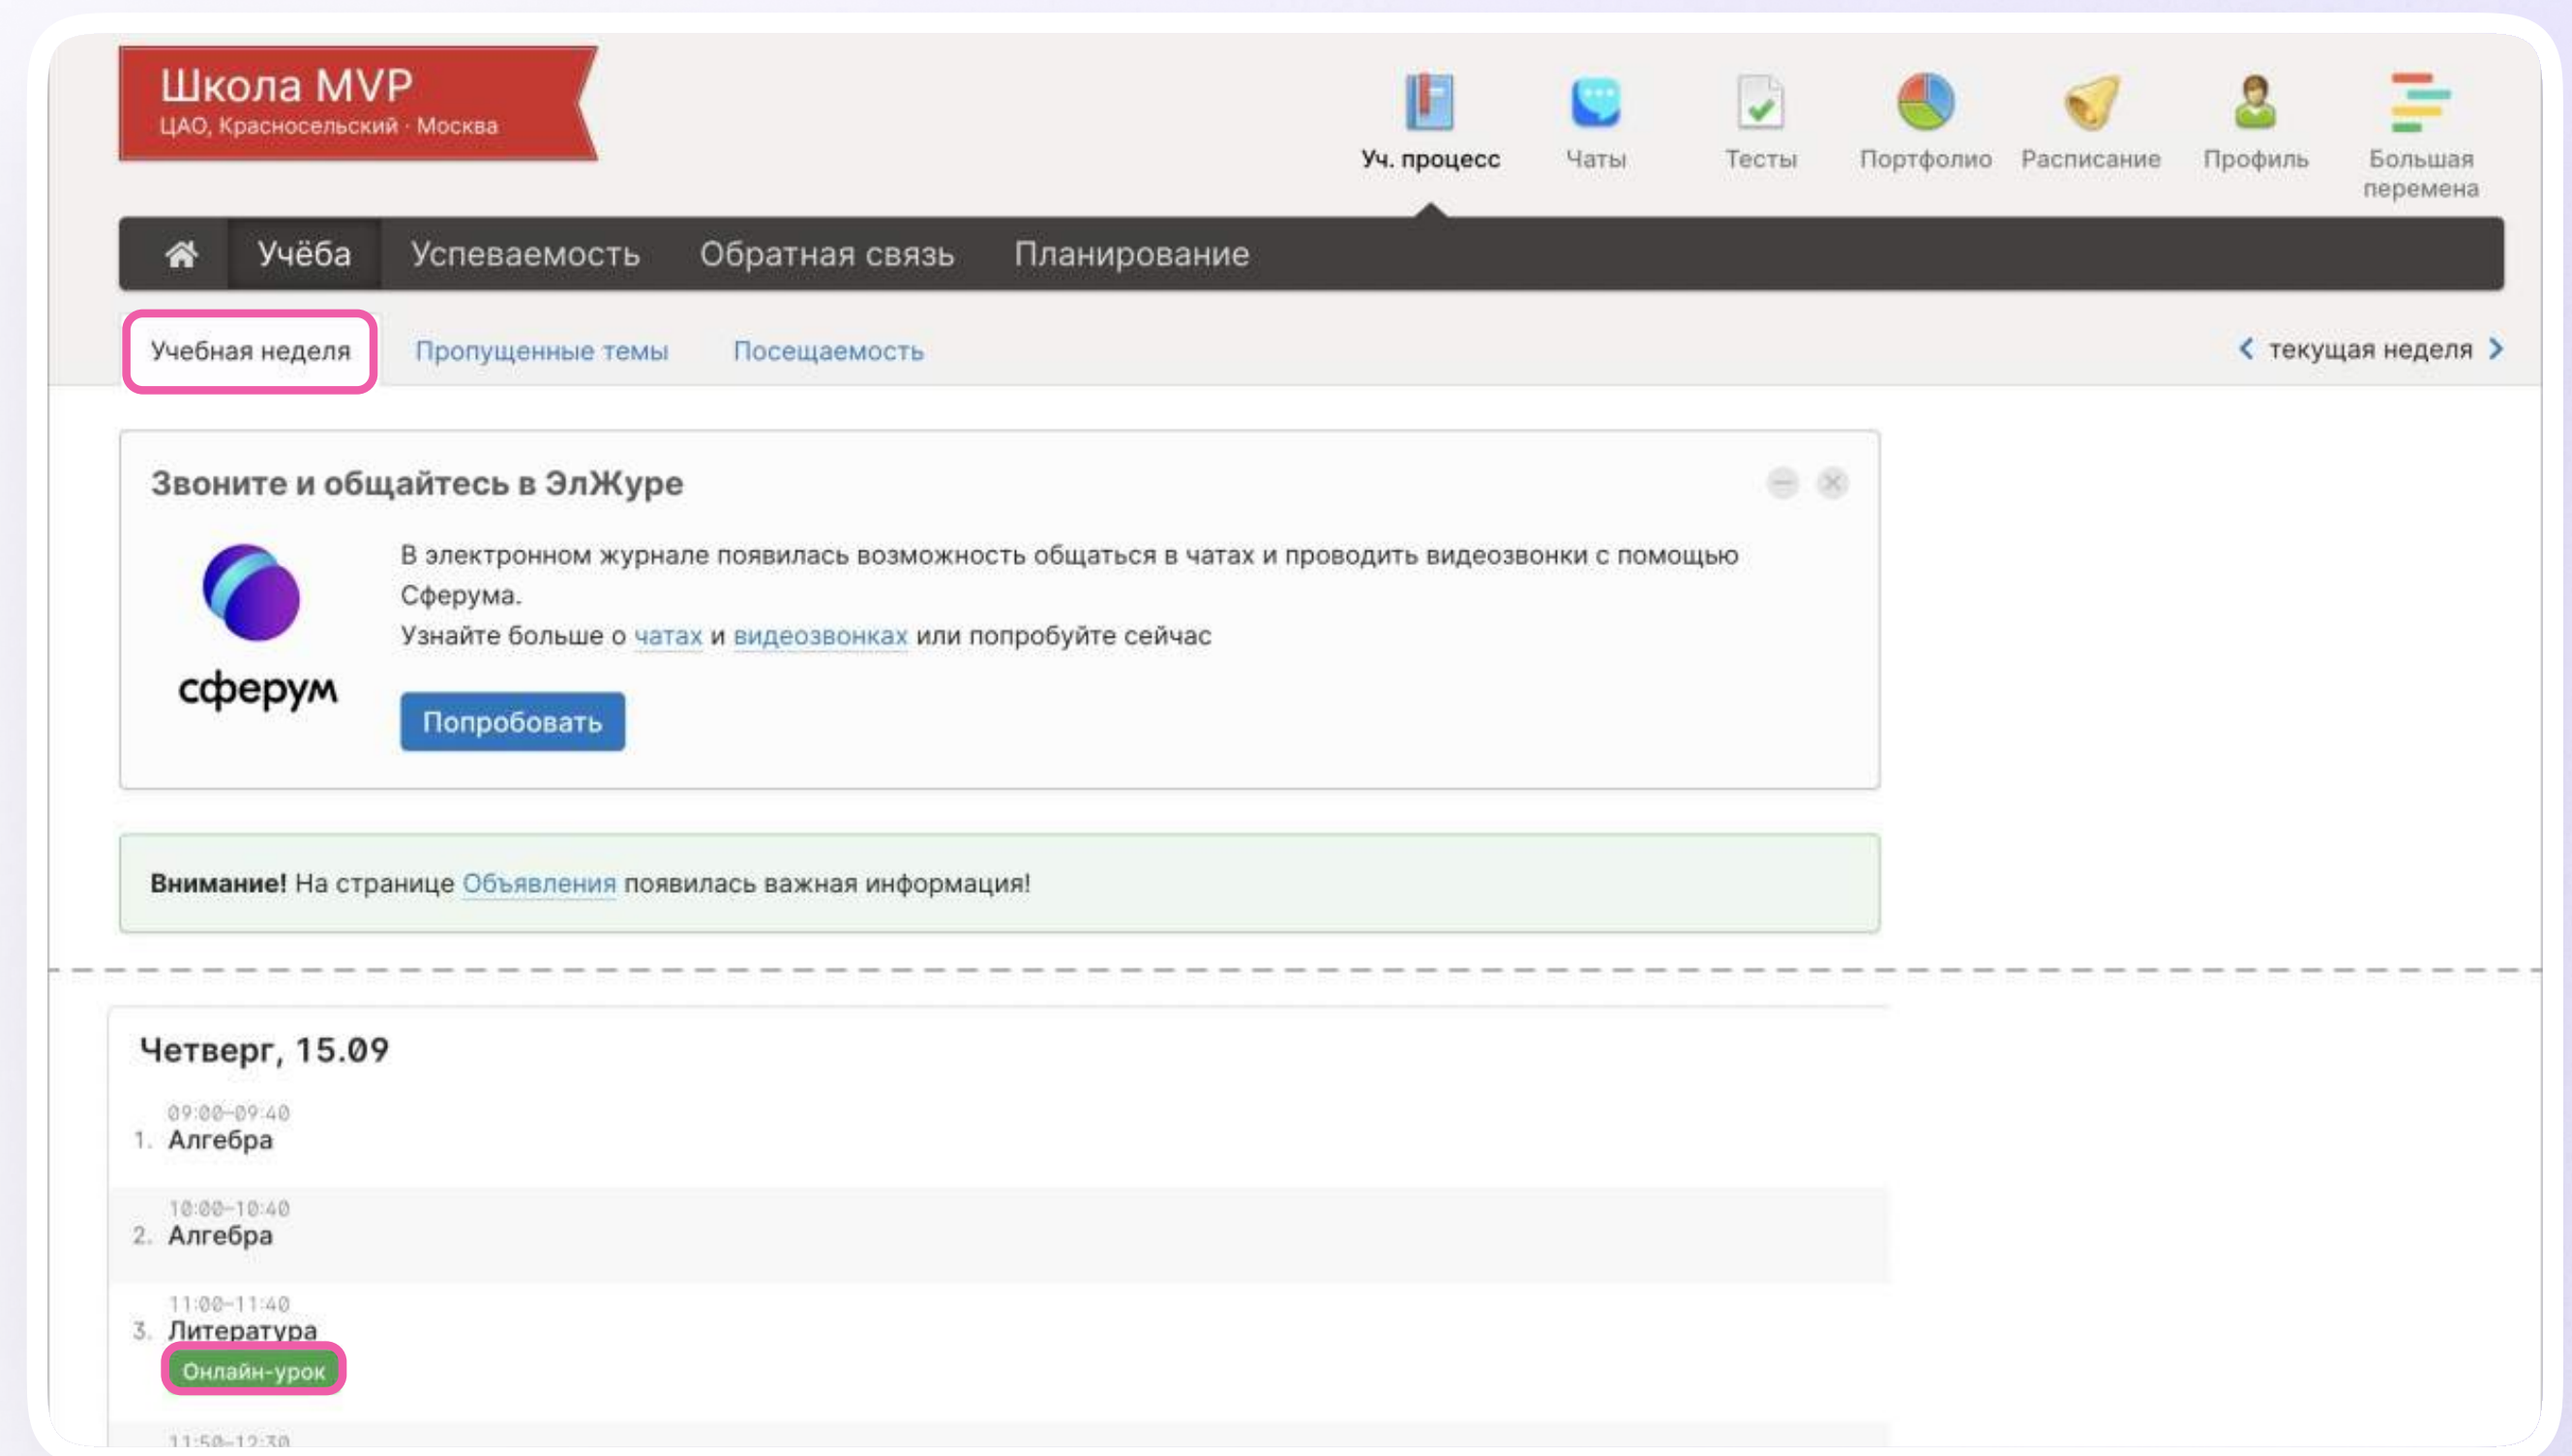 Школа MVP
ЦАО, Красносельский · Москва
Уч. процесс
Чаты
Тесты
Портфолио
Расписание
Профиль
Большая
перемена
Учёба
Успеваемость
Обратная связь
Планирование
Учебная неделя
Пропущенные темы
Посещаемость
текущая неделя
Звоните и общайтесь в ЭлЖуре
сферум
В электронном журнале появилась возможность общаться в чатах и проводить видеозвонки с помощью
Сферума.
Узнайте больше о чатах и видеозвонках или попробуйте сейчас
Попробовать
Внимание! На странице Объявления появилась важная информация!
Четверг, 15.09
09:00–09:40
1. Алгебра
10:00–10:40
2. Алгебра
11:00–11:40
3. Литература
Онлайн-урок
11:50–12:30